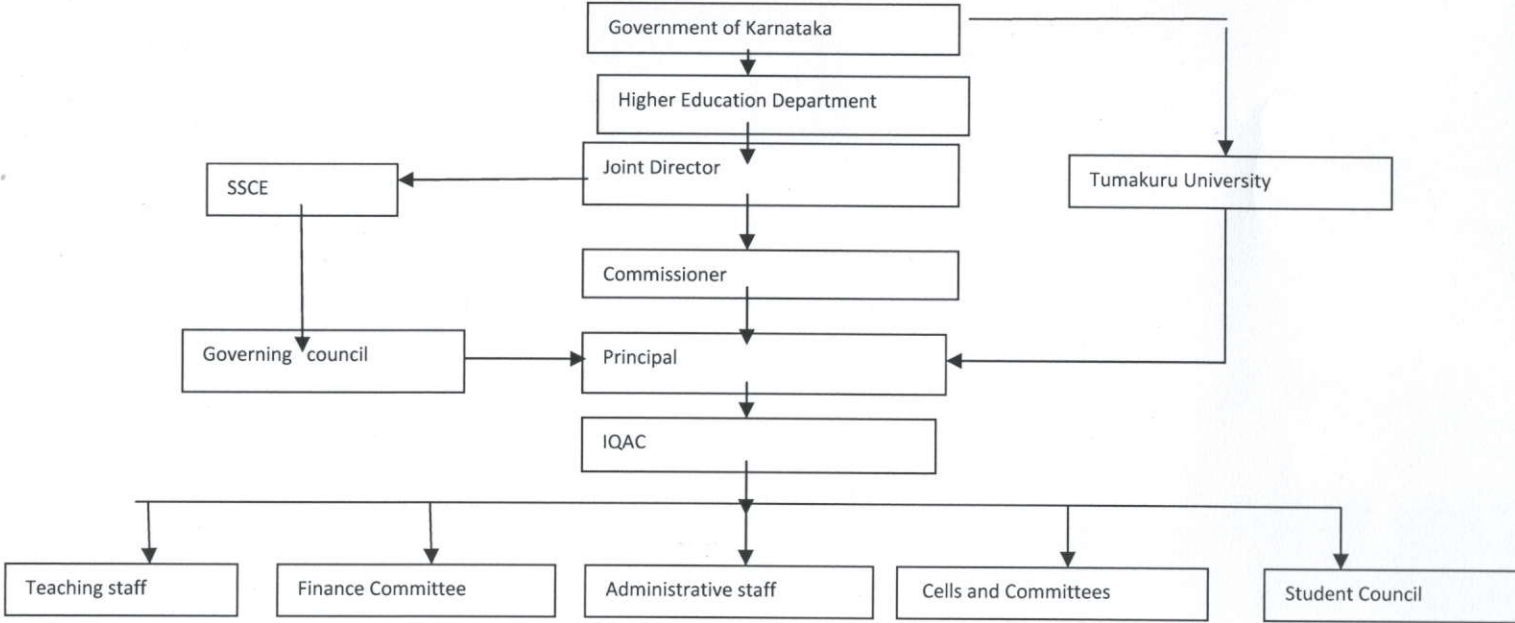 Government of Karnataka
Higher Education Department
Joint Director
SSCE
Tumakuru University
Commissioner
Governing council
Principal
IQAC
Teaching staff
Finance Committee
Administrative staff
Cells and Committees
Student Council